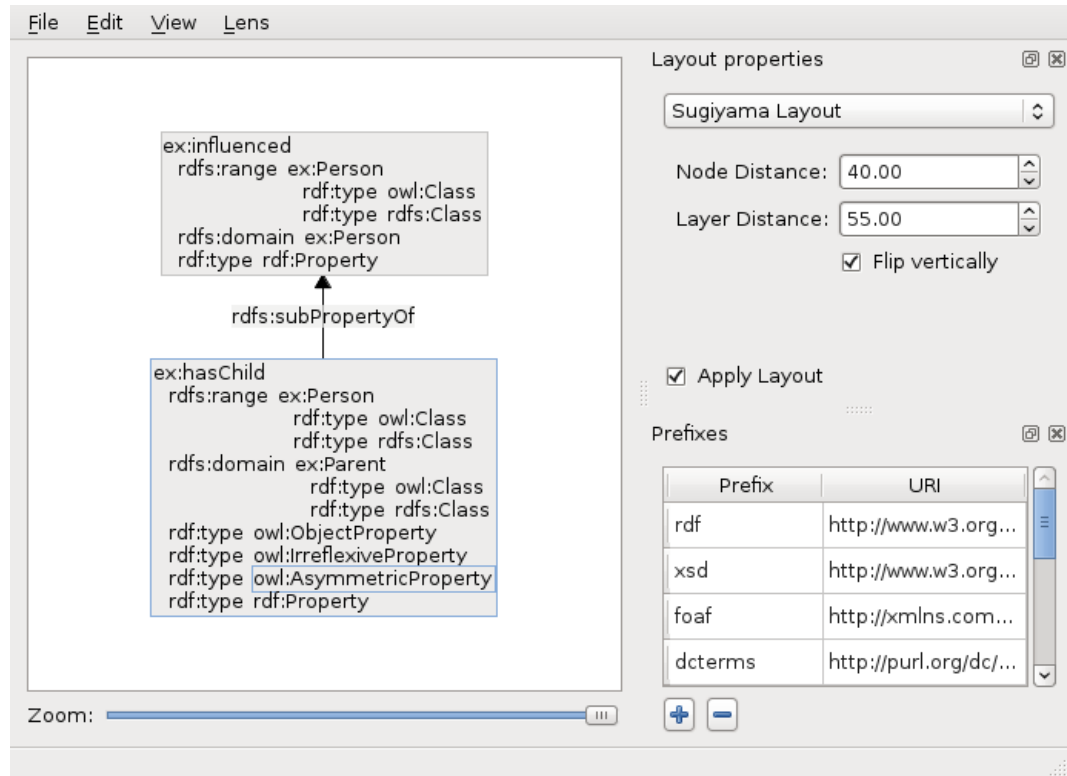 File Edit View Lens
ex:influenced
rdfs:range ex:Person
rdf:type owl:Class
rdf:type rdfs:Class
rdfs:domain ex:Person
rdf:type rdf:Property
rdfs:subPropertyOf
ex:hasChild
rdfs:range ex:Person
rdf:type owl:Class
rdf:type rdfs:Class
rdfs:domain ex:Parent
rdf:type owl:Class
rdf:type rdfs:Class
rdf:type owl:ObjectProperty
rdf:type owl:IrreflexiveProperty
rdf:type owl:AsymmetricProperty
rdf:type rdf:Property
Zoom:
Layout properties
Sugiyama Layout
Node Distance: 40.00
Layer Distance: 55.00
Flip vertically
Apply Layout
Prefixes
Prefix URI
rdf http://www.w3.org...
xsd http://www.w3.org...
foaf http://xmlns.com...
dcterms http://purl.org/dc/...